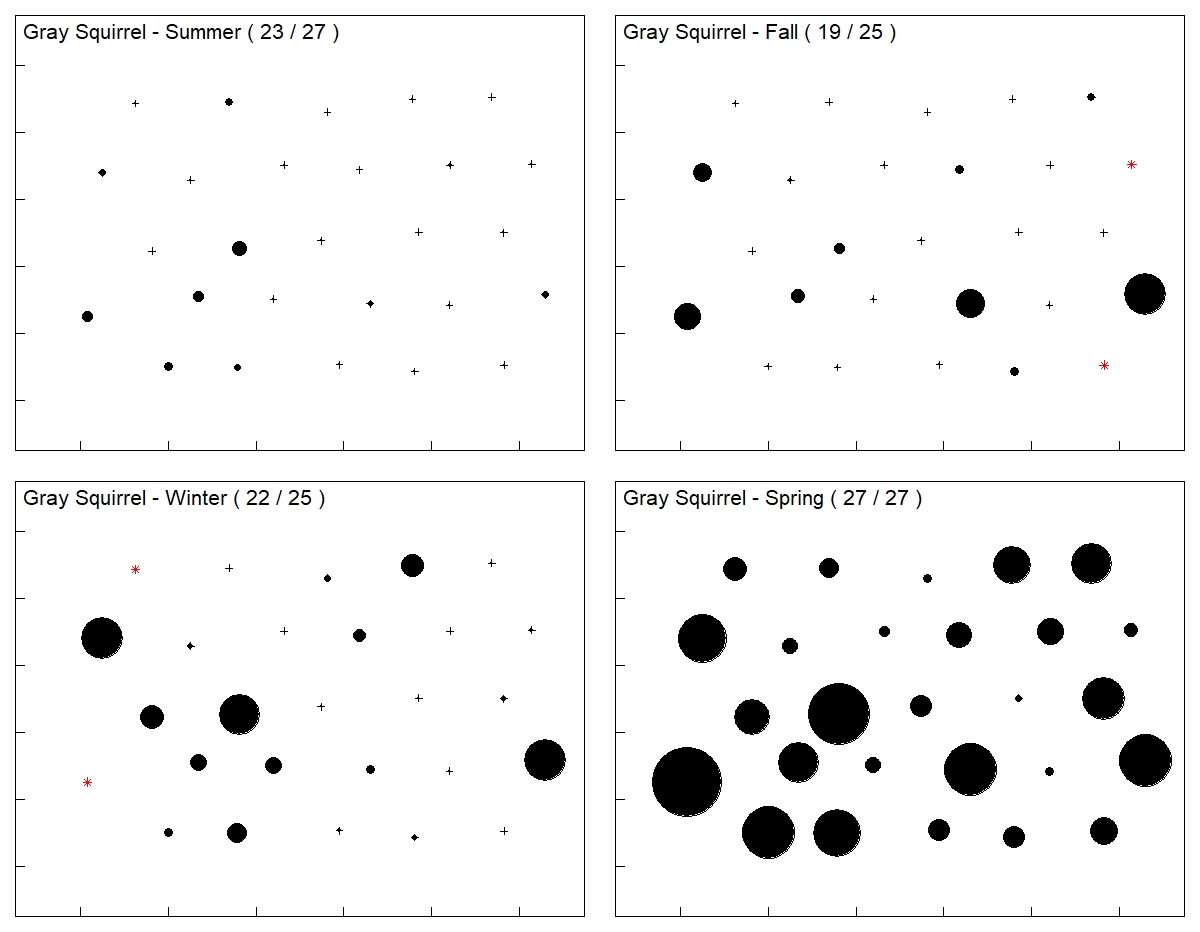 Gray Squirrel - Summer ( 23 / 27 )
Gray Squirrel - Fall ( 19 / 25 )
Gray Squirrel - Winter ( 22 / 25 )
Gray Squirrel - Spring ( 27 / 27 )